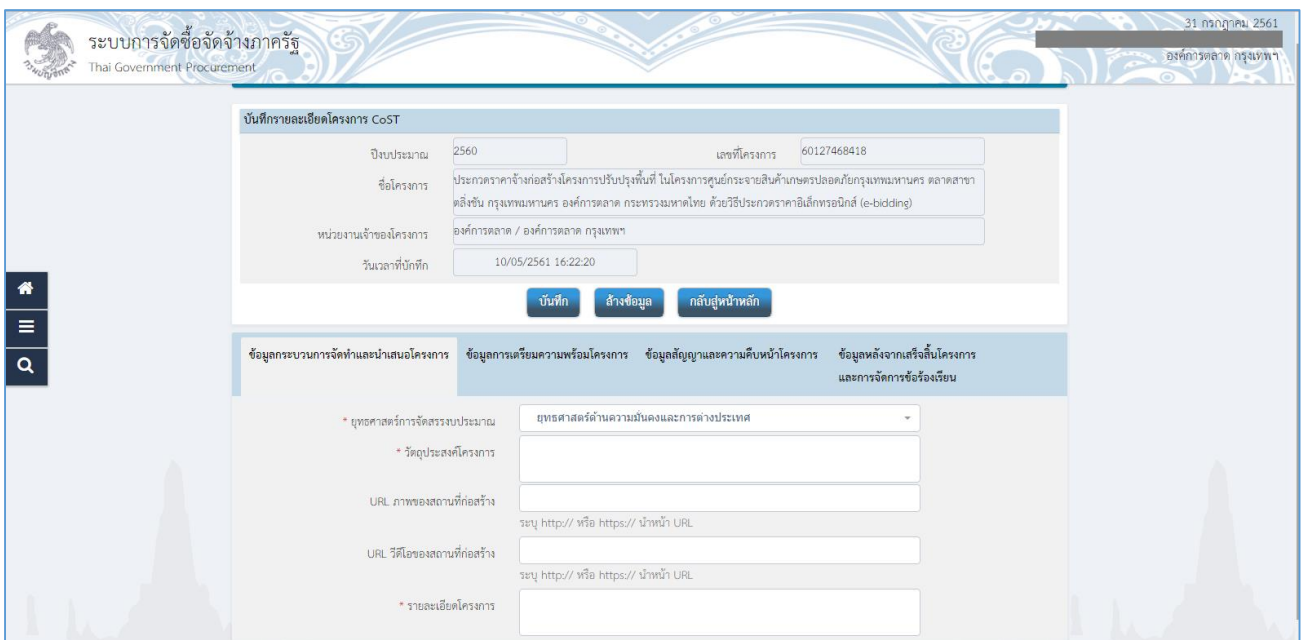 31 กรกฎาคม 2561
ระบบการจัดซื้อจัดจ้างภาครัฐ
Thai Government Procurement
องค์การตลาด กรุงเทพฯ
กรมบัญชีกลาง
บันทึกรายละเอียดโครงการ CoST
ปีงบประมาณ 2560 เลขที่โครงการ 60127468418
ชื่อโครงการ ประกวดราคาจ้างก่อสร้างโครงการปรับปรุงพื้นที่ ในโครงการศูนย์กระจายสินค้าเกษตรปลอดภัยกรุงเทพมหานคร ตลาดสาขา
ตลิ่งชัน กรุงเทพมหานคร องค์การตลาด กระทรวงมหาดไทย ด้วยวิธีประกวดราคาอิเล็กทรอนิกส์ (e-bidding)
หน่วยงานเจ้าของโครงการ องค์การตลาด / องค์การตลาด กรุงเทพฯ
วันเวลาที่บักทึก 10/05/2561 16:22:20
บันทึก ล้างข้อมูล กลับสู่หน้าหลัก
ข้อมูลกระบวนการจัดทำและนำเสนอโครงการ ข้อมูลการเตรียมความพร้อมโครงการ ข้อมูลสัญญาและความคืบหน้าโครงการ ข้อมูลหลังจากเสร็จสิ้นโครงการ
และการจัดการข้อร้องเรียน
* ยุทธศาสตร์การจัดสรรงบประมาณ ยุทธศาสตร์ด้านความมั่นคงและการต่างประเทศ
* วัตถุประสงค์โครงการ
URL ภาพของสถานที่ก่อสร้าง
ระบุ http:// หรือ https:// นำหน้า URL
URL วีดีโอของสถานที่ก่อสร้าง
ระบุ http:// หรือ https:// นำหน้า URL
* รายละเอียดโครงการ